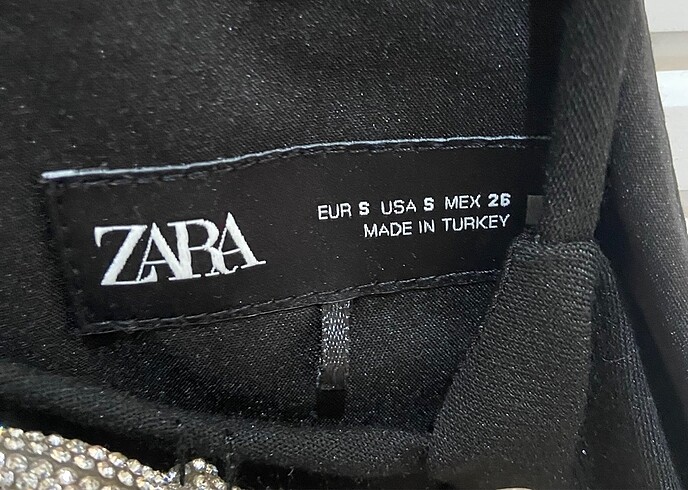 ZARA
EUR S USA S MEX 26
MADE IN TURKEY